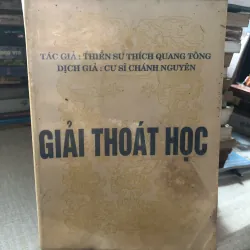 TÁC GIẢ : THIỀN SƯ THÍCH QUANG TÔNG
DỊCH GIẢ : CƯ SĨ CHÁNH NGUYÊN
GIẢI THOÁT HỌC